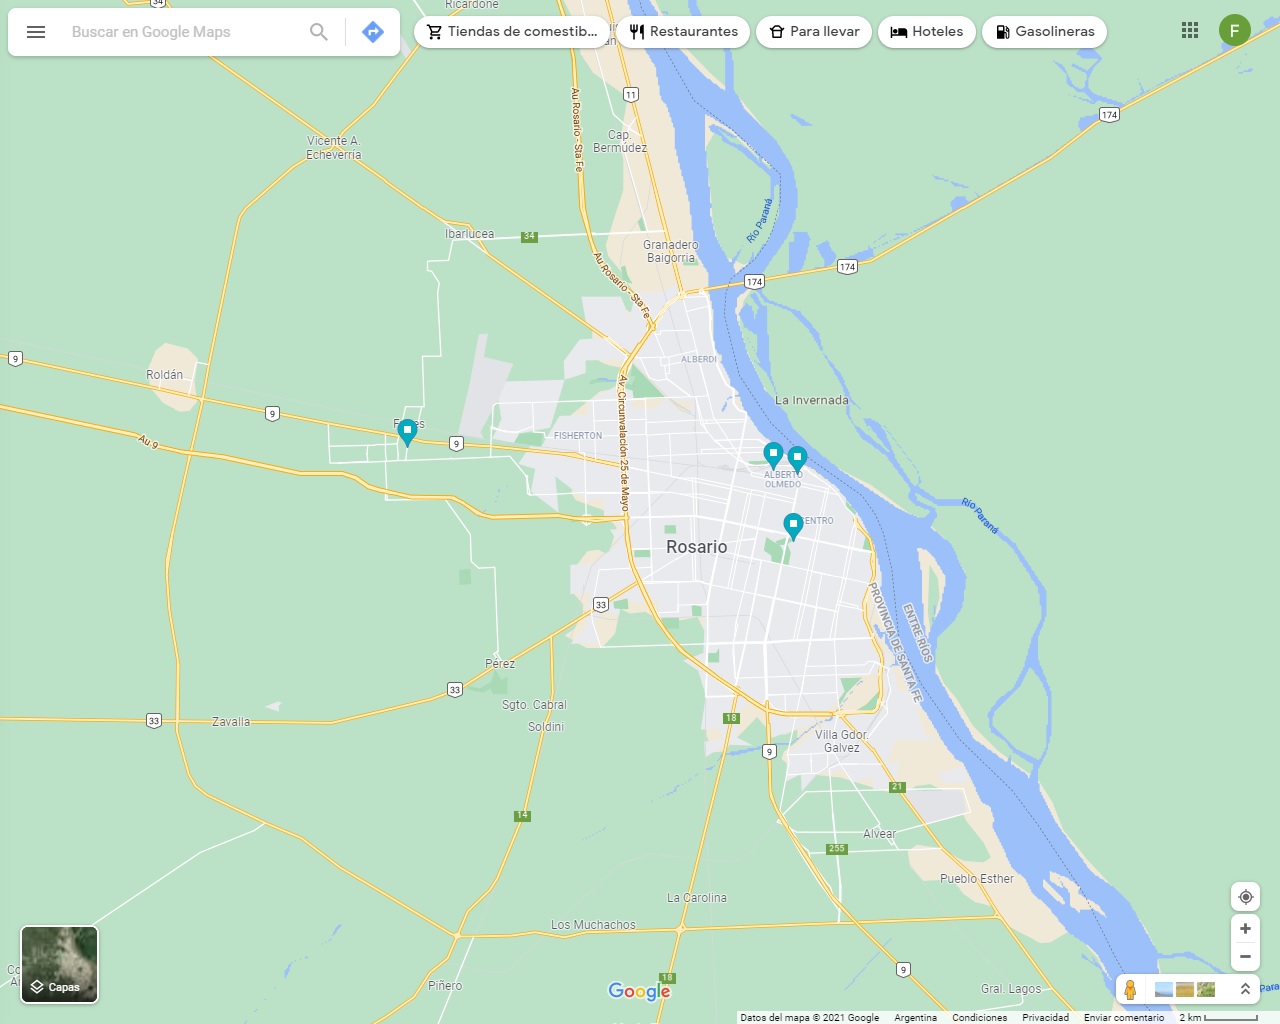 Ricardone
34
Buscar en Google Maps
Tiendas de comestib...
Restaurantes
Para llevar
Hoteles
Gasolineras
F
Au Rosario - Sta Fe
11
174
Cap.
Bermúdez
Vicente A.
Echeverria
Río Paraná
Ibarlucea
34
Granadero
Baigorria
174
174
Au Rosario - Sta Fe
9
ALBERDI
Roldán
Av. Circunvalación 25 de Mayo
La Invernada
9
9
FISHERTON
Au 9
ALBERTO
OLMEDO
Río Paraná
CENTRO
Rosario
33
PROVINCIA DE SANTA FE
ENTRE RÍOS
Pérez
33
Sgto. Cabral
Soldini
33
Zavalla
18
Villa Gdor.
Galvez
9
21
14
Alvear
255
Pueblo Esther
La Carolina
Los Muchachos
9
18
Capas
Piñero
Google
Gral. Lagos
Para
Datos del mapa © 2021 Google
Argentina
Condiciones
Privacidad
Enviar comentario
2 km